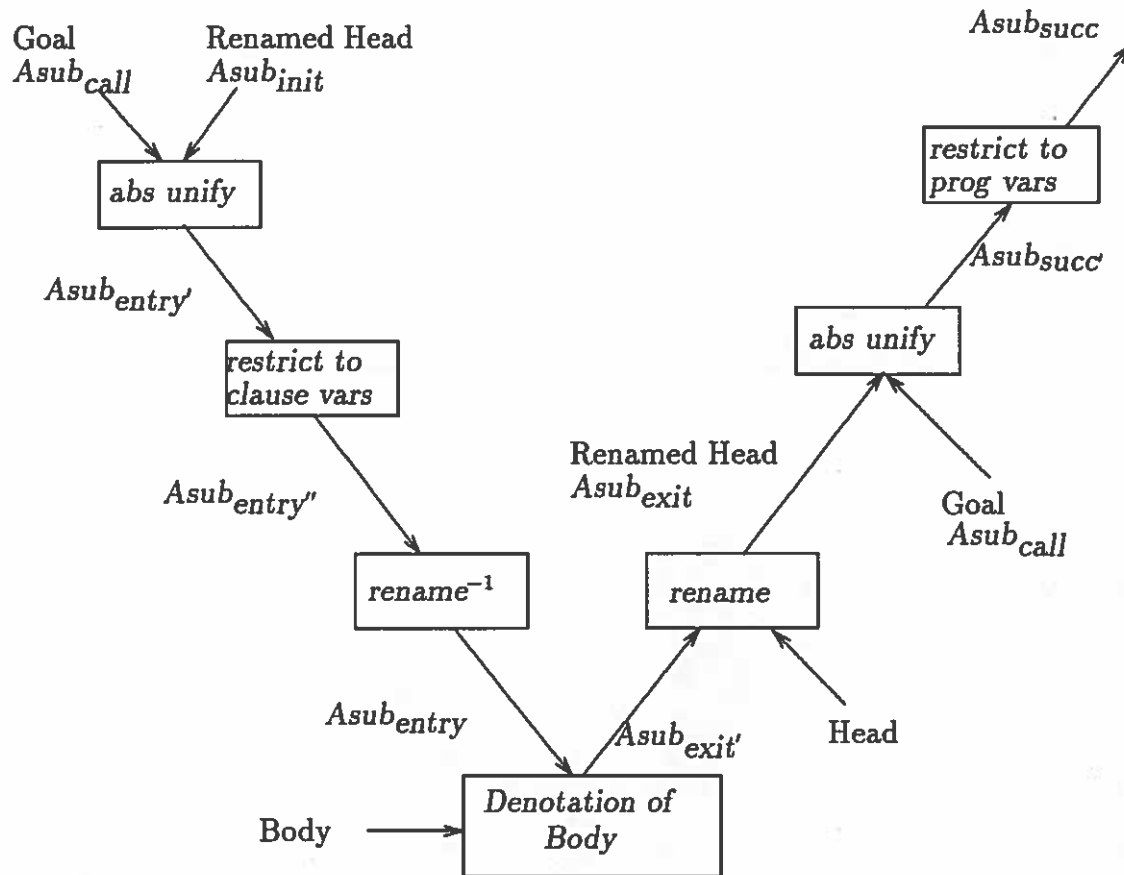 Goal
Asub_call
Renamed Head
Asub_init
abs unify
Asub_entry'
restrict to
clause vars
Asub_entry''
rename⁻¹
Asub_entry
Body
Denotation of
Body
Asub_exit'
Head
rename
Renamed Head
Asub_exit
Goal
Asub_call
abs unify
Asub_succ'
restrict to
prog vars
Asub_succ